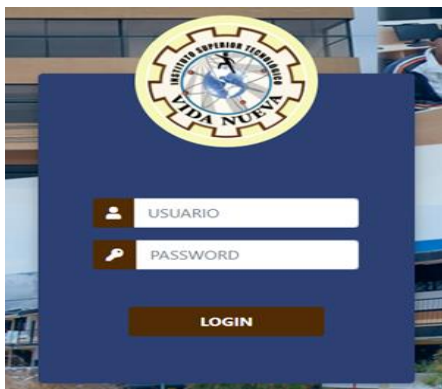 INSTITUTO SUPERIOR TECNOLÓGICO
VIDA NUEVA
USUARIO
PASSWORD
LOGIN